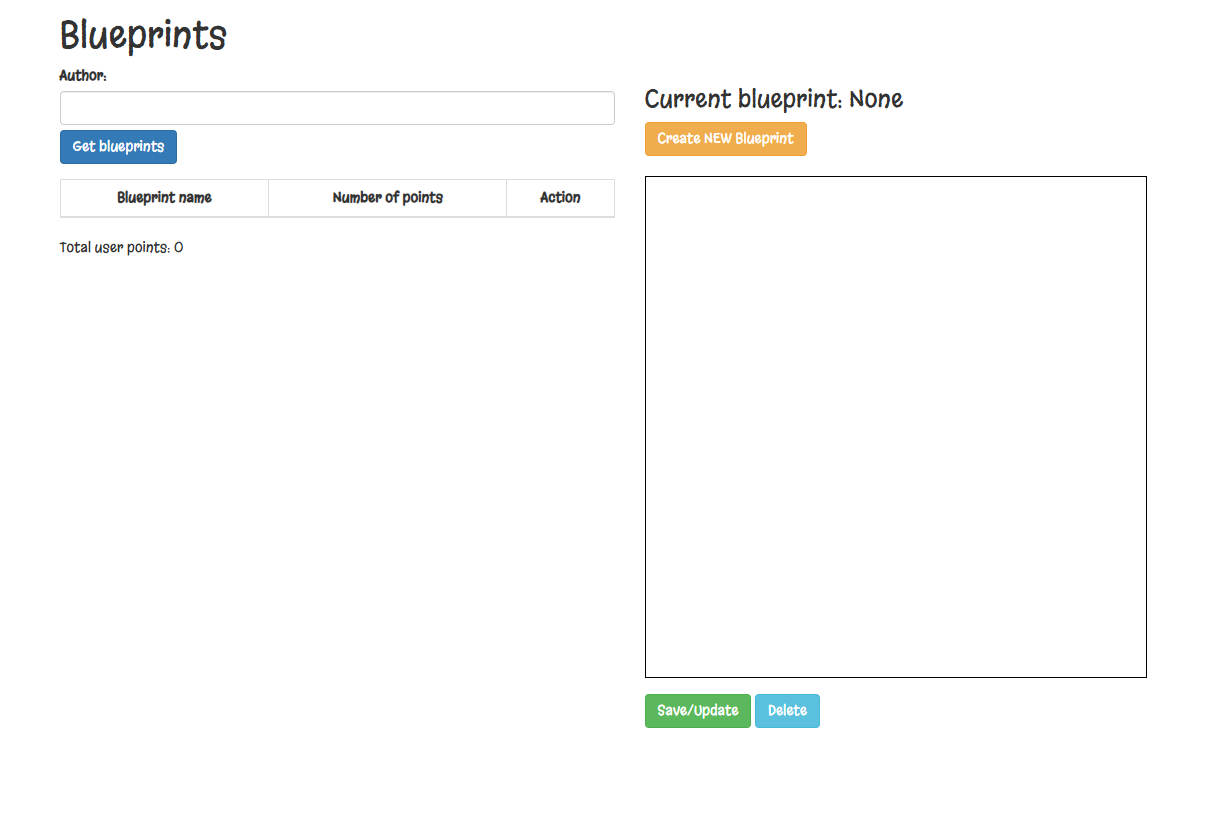 Blueprints
Author:
Get blueprints
Blueprint name Number of points Action
Total user points: 0
Current blueprint: None
Create NEW Blueprint
Save/Update Delete